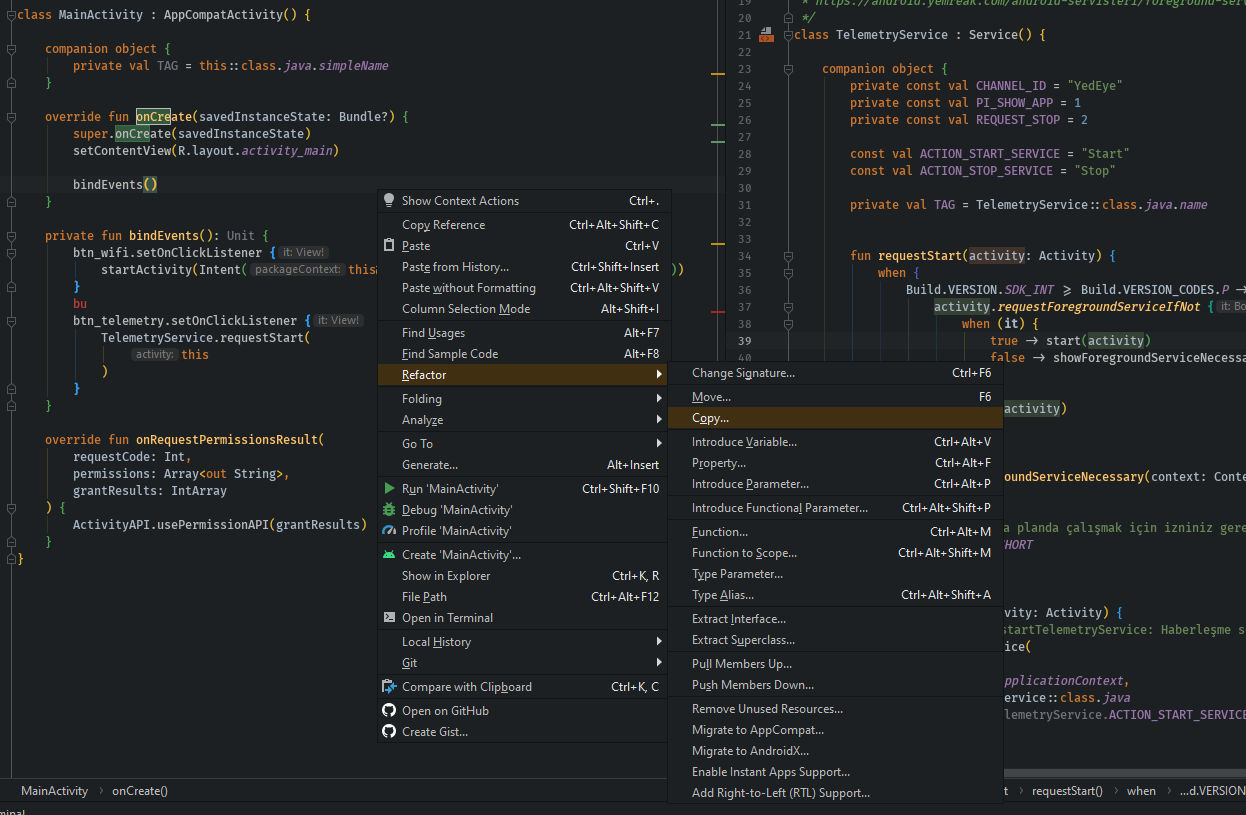 class MainActivity : AppCompatActivity() {
companion object {
private val TAG = this::class.java.simpleName
}
override fun onCreate(savedInstanceState: Bundle?) {
super.onCreate(savedInstanceState)
setContentView(R.layout.activity_main)
bindEvents()
}
private fun bindEvents(): Unit {
btn_wifi.setOnClickListener { it: View!
startActivity(Intent( packageContext: this
))
}
bu
btn_telemetry.setOnClickListener { it: View!
TelemetryService.requestStart(
activity: this
)
}
}
override fun onRequestPermissionsResult(
requestCode: Int,
permissions: Array<out String>,
grantResults: IntArray
) {
ActivityAPI.usePermissionAPI(grantResults)
}
}
MainActivity > onCreate()
Show Context Actions Ctrl+.
Copy Reference Ctrl+Alt+Shift+C
Paste Ctrl+V
Paste from History... Ctrl+Shift+Insert
Paste without Formatting Ctrl+Alt+Shift+V
Column Selection Mode Alt+Shift+I
Find Usages Alt+F7
Find Sample Code Alt+F8
Refactor
Folding
Analyze
Go To
Generate... Alt+Insert
Run 'MainActivity' Ctrl+Shift+F10
Debug 'MainActivity'
Profile 'MainActivity'
Create 'MainActivity'...
Show in Explorer Ctrl+K, R
File Path Ctrl+Alt+F12
Open in Terminal
Local History
Git
Compare with Clipboard Ctrl+K, C
Open on GitHub
Create Gist...
Change Signature... Ctrl+F6
Move... F6
Copy...
Introduce Variable... Ctrl+Alt+V
Property... Ctrl+Alt+F
Introduce Parameter... Ctrl+Alt+P
Introduce Functional Parameter... Ctrl+Alt+Shift+P
Function... Ctrl+Alt+M
Function to Scope... Ctrl+Alt+Shift+M
Type Parameter...
Type Alias... Ctrl+Alt+Shift+A
Extract Interface...
Extract Superclass...
Pull Members Up...
Push Members Down...
Remove Unused Resources...
Migrate to AppCompat...
Migrate to AndroidX...
Enable Instant Apps Support...
Add Right-to-Left (RTL) Support...
20 */
21 class TelemetryService : Service() {
22
23 companion object {
24 private const val CHANNEL_ID = "YedEye"
25 private const val PI_SHOW_APP = 1
26 private const val REQUEST_STOP = 2
27
28 const val ACTION_START_SERVICE = "Start"
29 const val ACTION_STOP_SERVICE = "Stop"
30
31 private val TAG = TelemetryService::class.java.name
32
33
34 fun requestStart(activity: Activity) {
35 when {
36 Build.VERSION.SDK_INT ≥ Build.VERSION_CODES.P →
37 activity.requestForegroundServiceIfNot { it: Bo
38 when (it) {
39 true → start(activity)
40 false → showForegroundServiceNecessa
activity)
oundServiceNecessary(context: Conte
a planda çalışmak için izniniz gere
HORT
vity: Activity) {
startTelemetryService: Haberleşme s
ice(
pplicationContext,
ervice::class.java
lemetryService.ACTION_START_SERVICE
t > requestStart() > when > ...d.VERSION